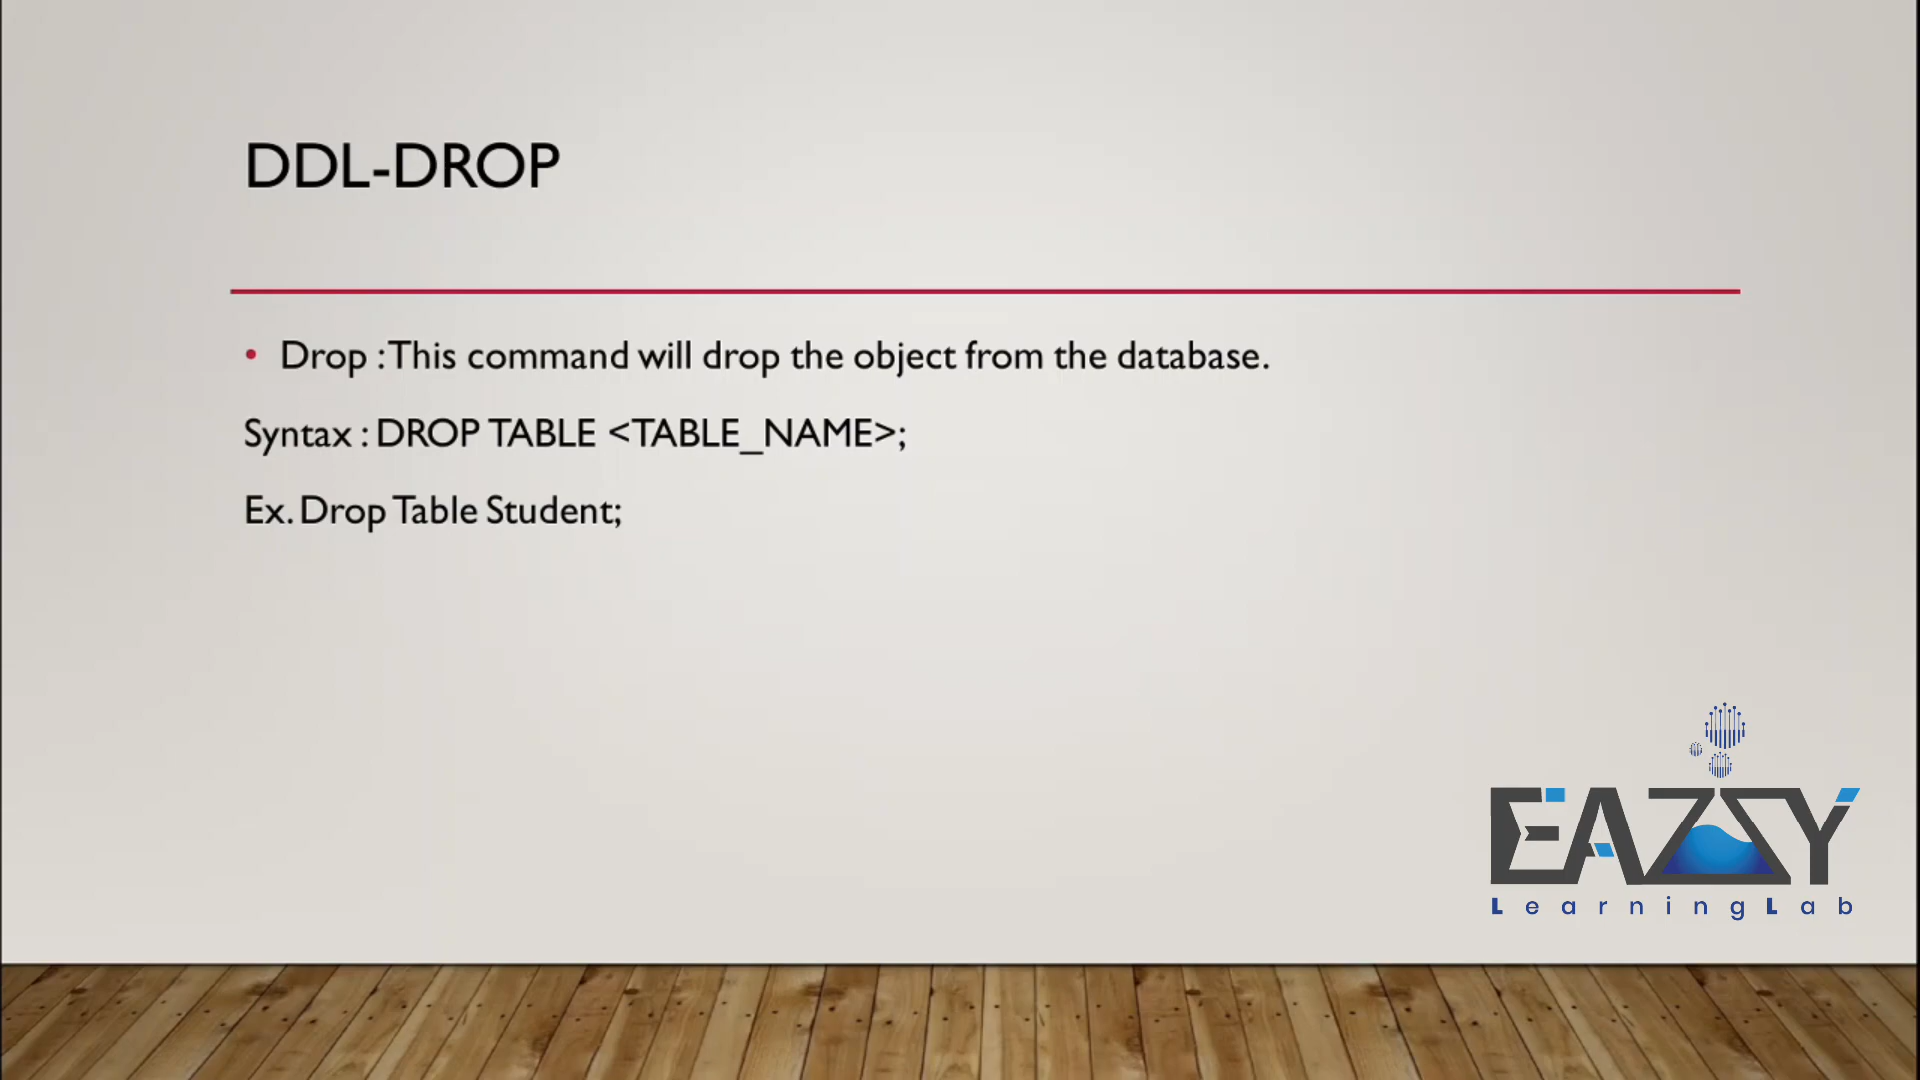 DDL-DROP
• Drop : This command will drop the object from the database.
Syntax : DROP TABLE <TABLE_NAME>;
Ex. Drop Table Student;
EAZZY
LearningLab